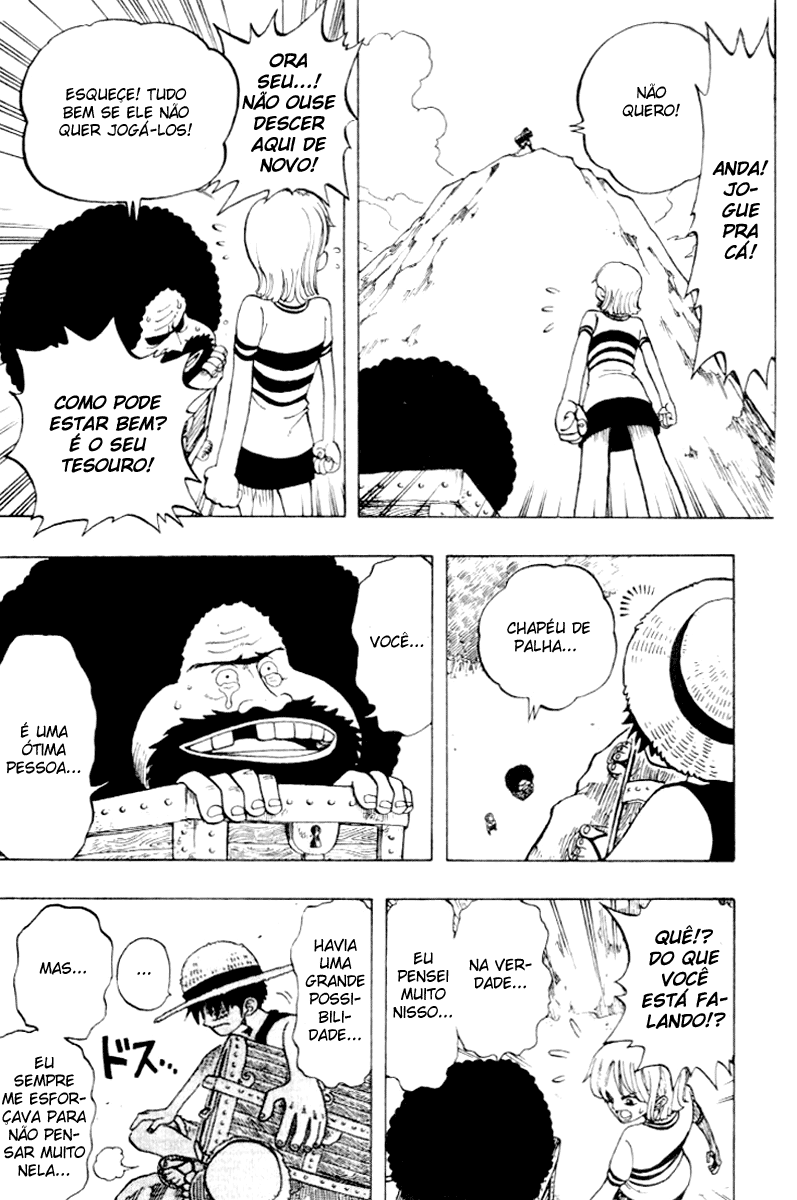 ANDA!
JO-
GUE
PRA
CÁ!
NÃO
QUERO!
ORA
SEU...!
NÃO OUSE
DESCER
AQUI DE
NOVO!
ESQUEÇE! TUDO
BEM SE ELE NÃO
QUER JOGÁ-LOS!
COMO PODE
ESTAR BEM?
É O SEU
TESOURO!
CHAPÉU DE
PALHA...
VOCÊ...
É UMA
ÓTIMA
PESSOA...
QUÊ!?
DO QUE
VOCÊ
ESTÁ FA-
LANDO!?
NA VER-
DADE...
EU
PENSEI
MUITO
NISSO...
HAVIA
UMA
GRANDE
POSSI-
BILI-
DADE...
...
ドス...
MAS...
EU
SEMPRE
ME ESFOR-
ÇAVA PARA
NÃO PEN-
SAR MUITO
NELA...